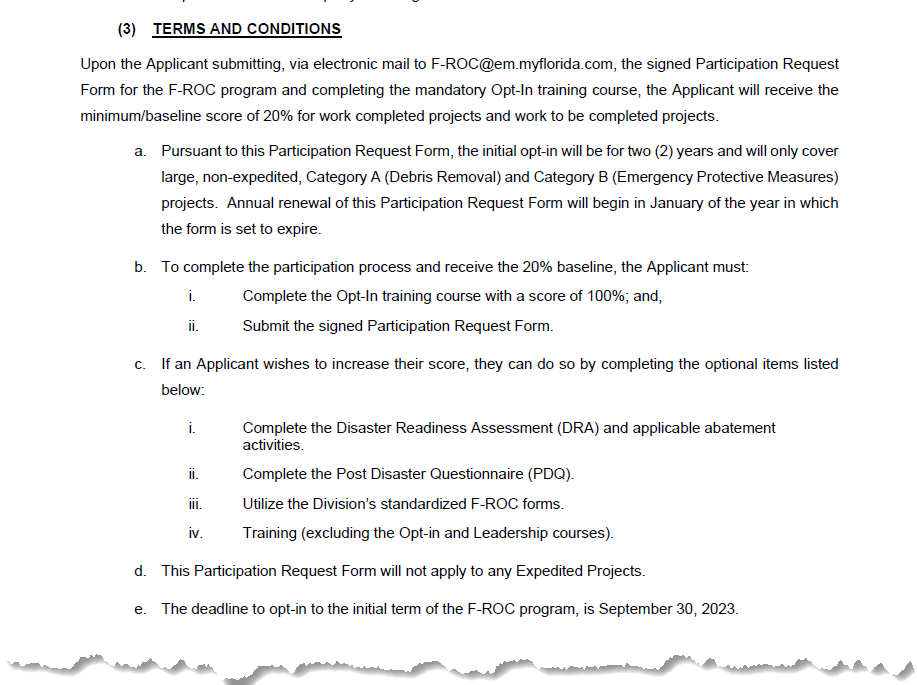 (3) TERMS AND CONDITIONS
Upon the Applicant submitting, via electronic mail to F-ROC@em.myflorida.com, the signed Participation Request
Form for the F-ROC program and completing the mandatory Opt-In training course, the Applicant will receive the
minimum/baseline score of 20% for work completed projects and work to be completed projects.
a. Pursuant to this Participation Request Form, the initial opt-in will be for two (2) years and will only cover
large, non-expedited, Category A (Debris Removal) and Category B (Emergency Protective Measures)
projects. Annual renewal of this Participation Request Form will begin in January of the year in which
the form is set to expire.
b. To complete the participation process and receive the 20% baseline, the Applicant must:
i. Complete the Opt-In training course with a score of 100%; and,
ii. Submit the signed Participation Request Form.
c. If an Applicant wishes to increase their score, they can do so by completing the optional items listed
below:
i. Complete the Disaster Readiness Assessment (DRA) and applicable abatement
activities.
ii. Complete the Post Disaster Questionnaire (PDQ).
iii. Utilize the Division's standardized F-ROC forms.
iv. Training (excluding the Opt-in and Leadership courses).
d. This Participation Request Form will not apply to any Expedited Projects.
e. The deadline to opt-in to the initial term of the F-ROC program, is September 30, 2023.